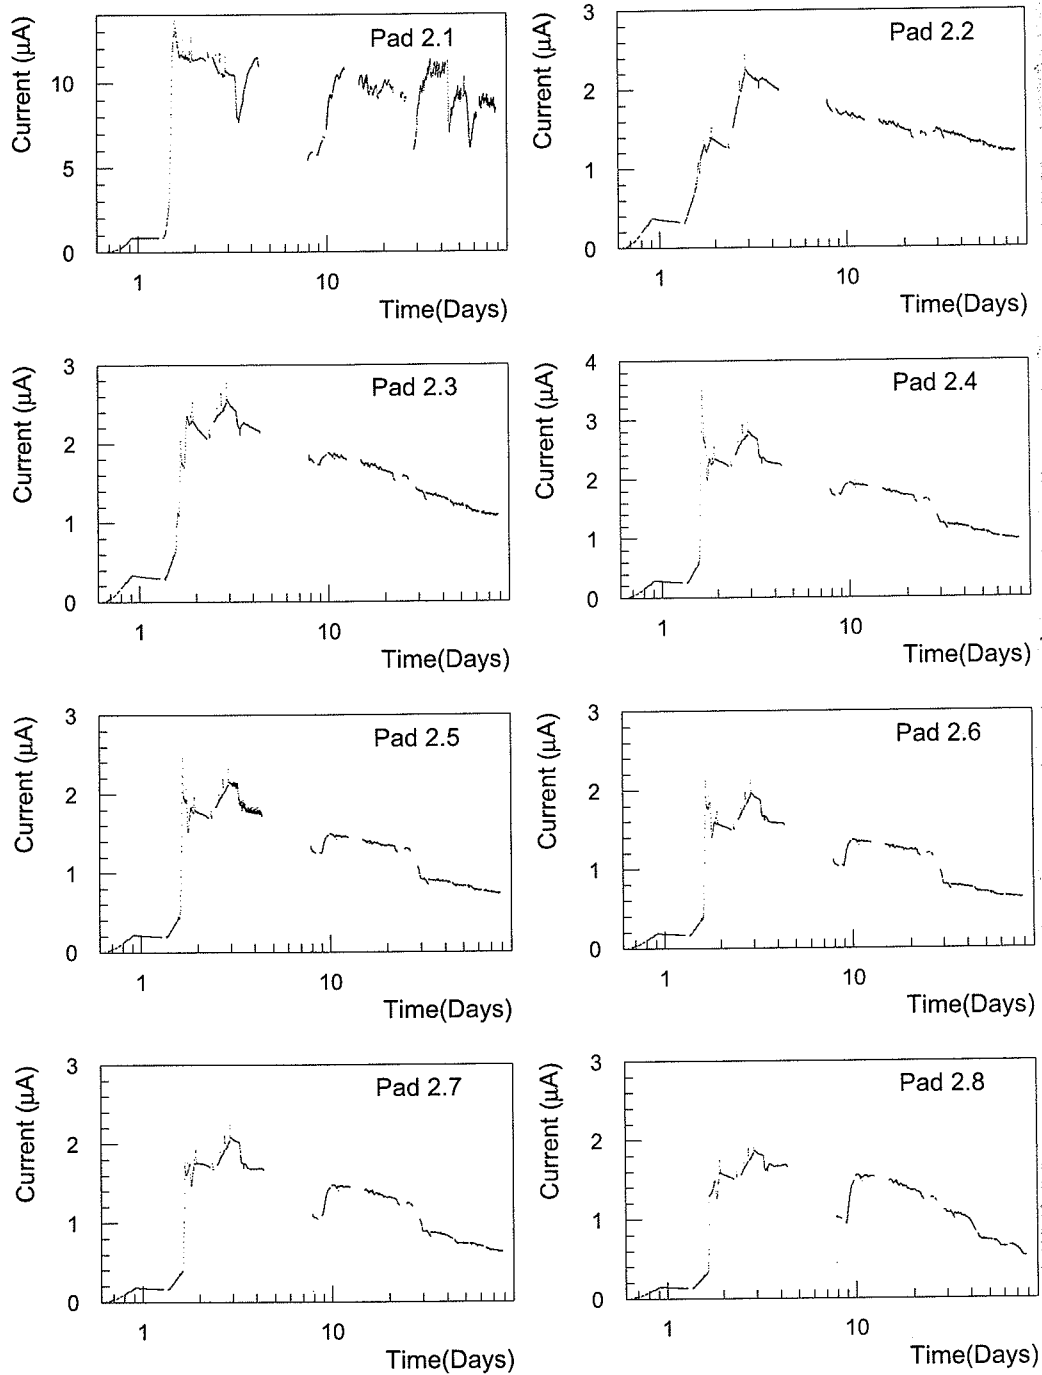 Current (μA)
Pad 2.1
10
5
0
1
10
Time(Days)
Current (μA)
Pad 2.2
3
2
1
0
1
10
Time(Days)
Current (μA)
Pad 2.3
3
2
1
0
1
10
Time(Days)
Current (μA)
Pad 2.4
4
3
2
1
0
1
10
Time(Days)
Current (μA)
Pad 2.5
3
2
1
0
1
10
Time(Days)
Current (μA)
Pad 2.6
3
2
1
0
1
10
Time(Days)
Current (μA)
Pad 2.7
3
2
1
0
1
10
Time(Days)
Current (μA)
Pad 2.8
3
2
1
0
1
10
Time(Days)